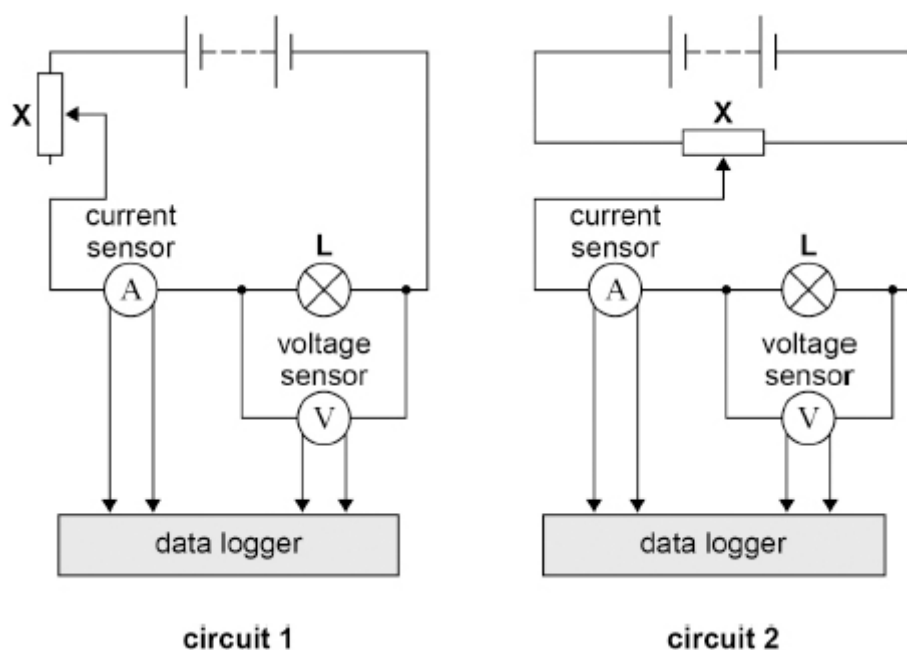 X
current
sensor
A
L
voltage
sensor
V
data logger
circuit 1
X
current
sensor
A
L
voltage
sensor
V
data logger
circuit 2